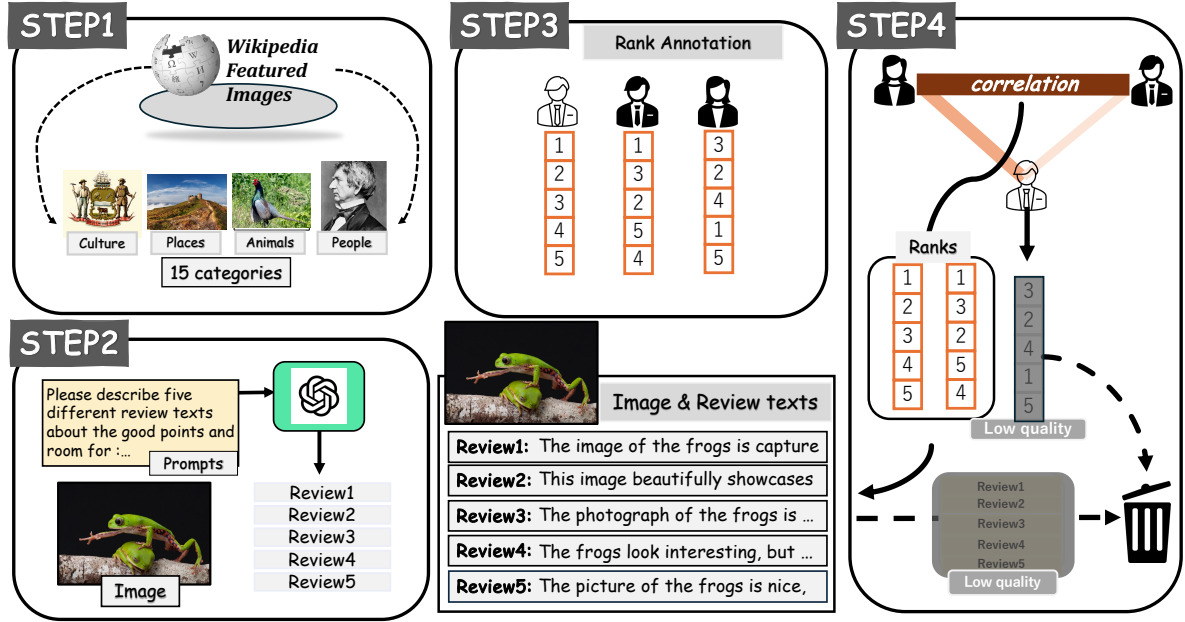 STEP1
Wikipedia
Featured
Images
Culture
Places
Animals
People
15 categories
STEP2
Please describe five
different review texts
about the good points and
room for :...
Prompts
Image
Review1
Review2
Review3
Review4
Review5
STEP3
Rank Annotation
1 1 3
2 3 2
3 2 4
4 5 1
5 4 5
Image & Review texts
Review1: The image of the frogs is capture
Review2: This image beautifully showcases
Review3: The photograph of the frogs is ...
Review4: The frogs look interesting, but ...
Review5: The picture of the frogs is nice,
STEP4
correlation
Ranks
1 1
2 3
3 2
4 5
5 4
3
2
4
1
5
Low quality
Review1
Review2
Review3
Review4
Review5
Low quality